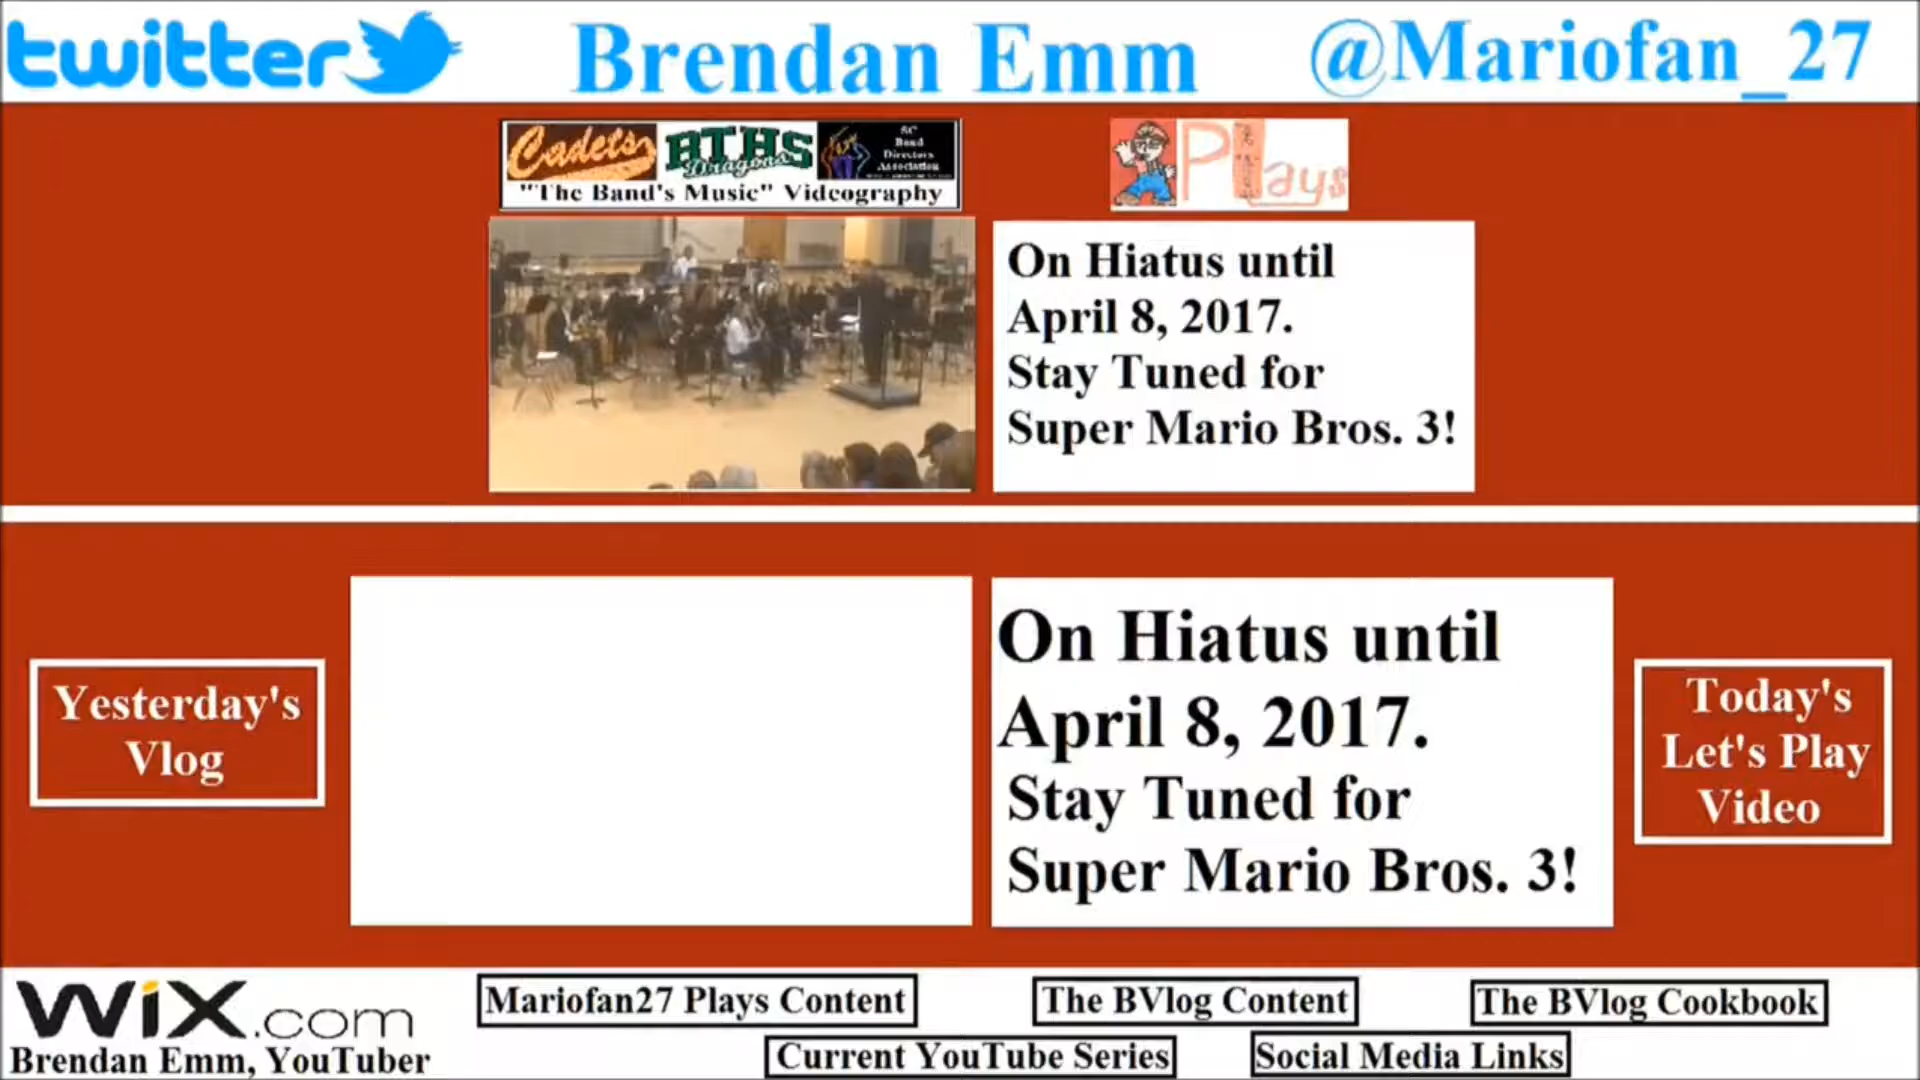 twitter
Brendan Emm
@Mariofan_27
Cadets
RTHS
Dragons
SC
Band
Directors
Association
"The Band's Music" Videography
Plays
On Hiatus until
April 8, 2017.
Stay Tuned for
Super Mario Bros. 3!
Yesterday's
Vlog
On Hiatus until
April 8, 2017.
Stay Tuned for
Super Mario Bros. 3!
Today's
Let's Play
Video
WiX.com
Brendan Emm, YouTuber
Mariofan27 Plays Content
The BVlog Content
The BVlog Cookbook
Current YouTube Series
Social Media Links